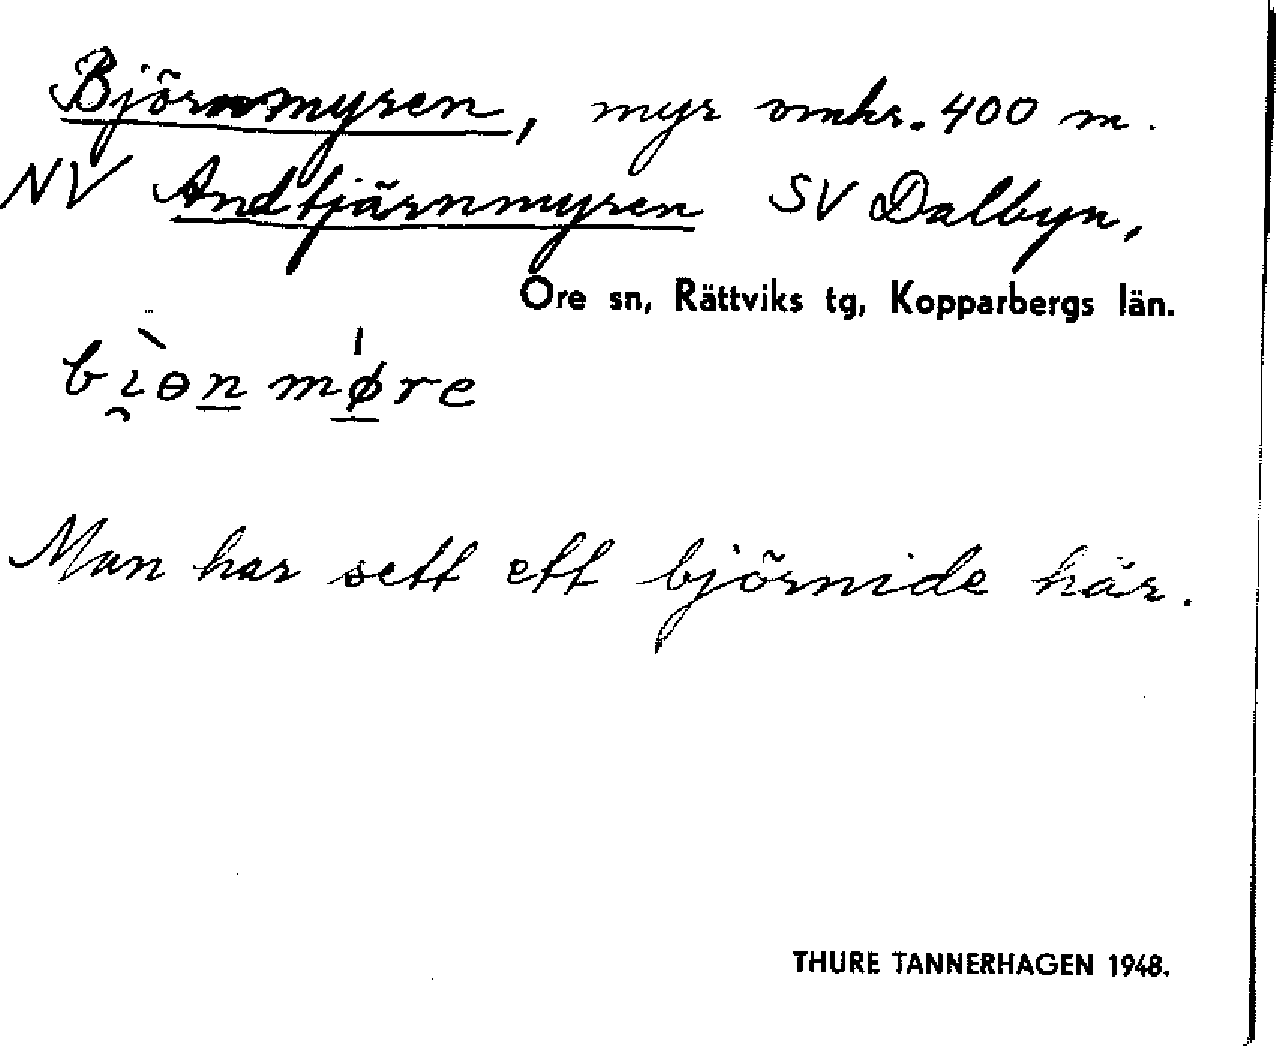 Björnmyren, myr omkr. 400 m.
NV Andtjärnmyren SV Dalbyn,
Ore sn, Rättviks tg, Kopparbergs län.
bi̯ɵ̀n mǿre
Man har sett ett björnide här.
THURE TANNERHAGEN 1948.